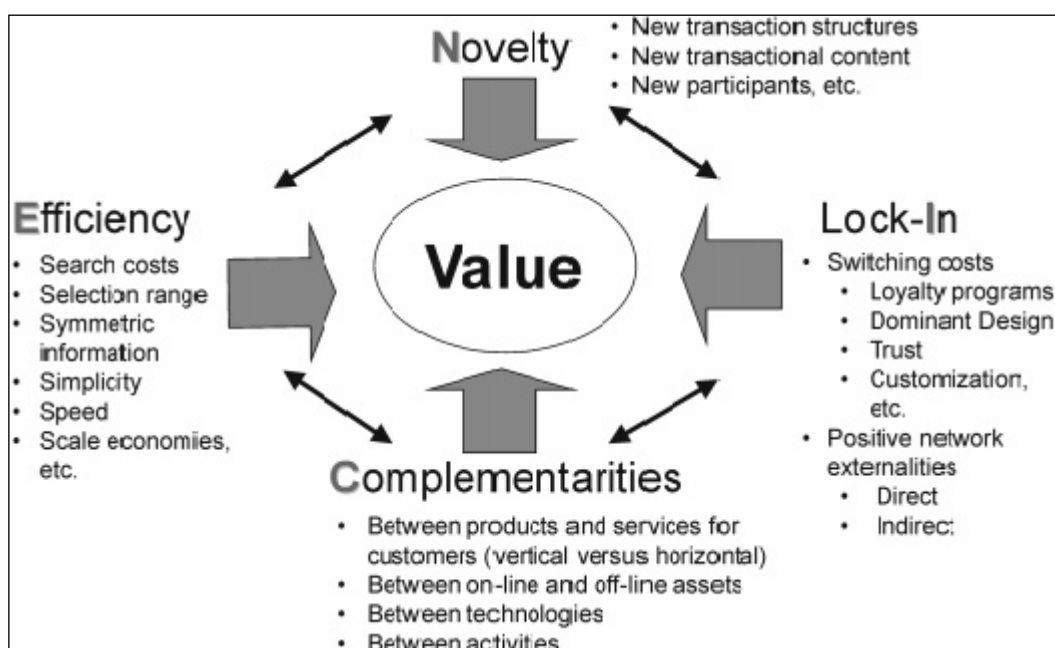 Novelty
• New transaction structures
• New transactional content
• New participants, etc.
Efficiency
• Search costs
• Selection range
• Symmetric
information
• Simplicity
• Speed
• Scale economies,
etc.
Value
Lock-In
• Switching costs
• Loyalty programs
• Dominant Design
• Trust
• Customization,
etc.
• Positive network
externalities
• Direct
• Indirect
Complementarities
• Between products and services for
customers (vertical versus horizontal)
• Between on-line and off-line assets
• Between technologies
• Between activities